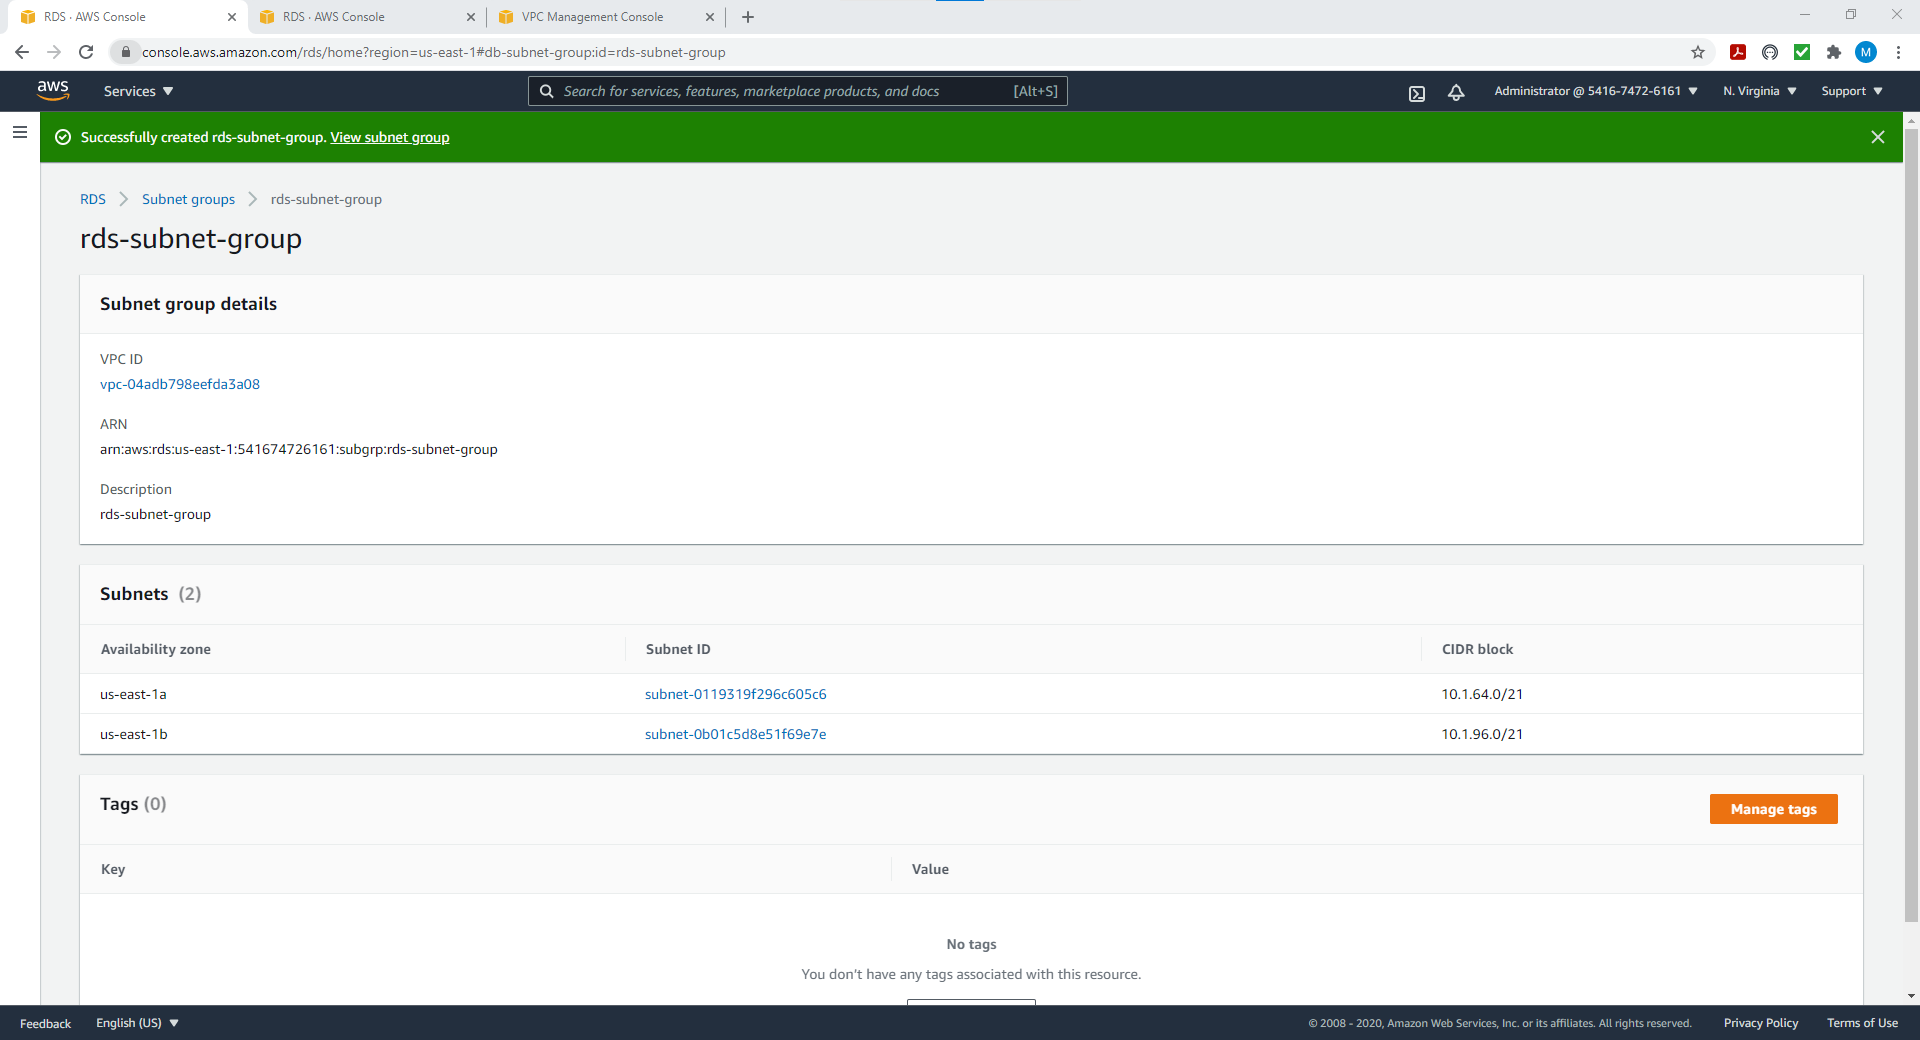 RDS · AWS Console
RDS · AWS Console
VPC Management Console
console.aws.amazon.com/rds/home?region=us-east-1#db-subnet-group:id=rds-subnet-group
M
aws
Services
Search for services, features, marketplace products, and docs [Alt+S]
Administrator @ 5416-7472-6161
N. Virginia
Support
Successfully created rds-subnet-group. View subnet group
RDS
Subnet groups
rds-subnet-group
rds-subnet-group
Subnet group details
VPC ID
vpc-04adb798eefda3a08
ARN
arn:aws:rds:us-east-1:541674726161:subgrp:rds-subnet-group
Description
rds-subnet-group
Subnets (2)
Availability zone Subnet ID CIDR block
us-east-1a subnet-0119319f296c605c6 10.1.64.0/21
us-east-1b subnet-0b01c5d8e51f69e7e 10.1.96.0/21
Tags (0)
Manage tags
Key Value
No tags
You don't have any tags associated with this resource.
Feedback
English (US)
© 2008 - 2020, Amazon Web Services, Inc. or its affiliates. All rights reserved.
Privacy Policy
Terms of Use